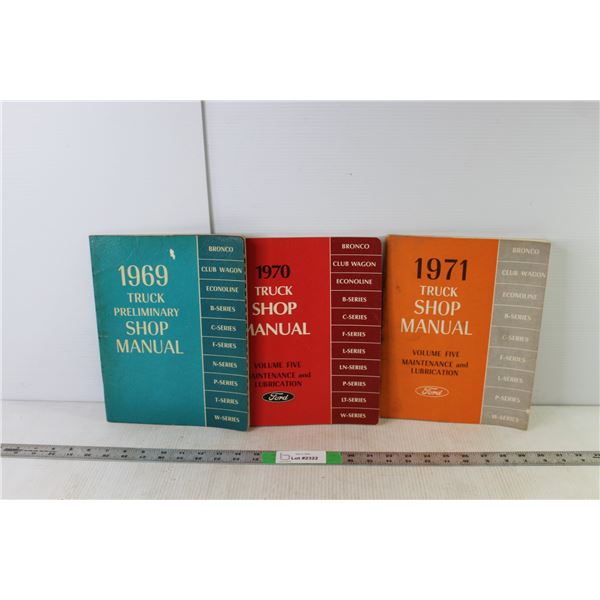 1969
TRUCK
PRELIMINARY
SHOP
MANUAL
BRONCO
CLUB WAGON
ECONOLINE
B-SERIES
C-SERIES
F-SERIES
N-SERIES
P-SERIES
T-SERIES
W-SERIES
1970
TRUCK
SHOP
MANUAL
VOLUME FIVE
MAINTENANCE and
LUBRICATION
Ford
BRONCO
CLUB WAGON
ECONOLINE
B-SERIES
C-SERIES
F-SERIES
L-SERIES
LN-SERIES
P-SERIES
LT-SERIES
W-SERIES
1971
TRUCK
SHOP
MANUAL
VOLUME FIVE
MAINTENANCE and
LUBRICATION
Ford
BRONCO
CLUB WAGON
ECONOLINE
B-SERIES
C-SERIES
F-SERIES
L-SERIES
P-SERIES
W-SERIES
Lot #2322